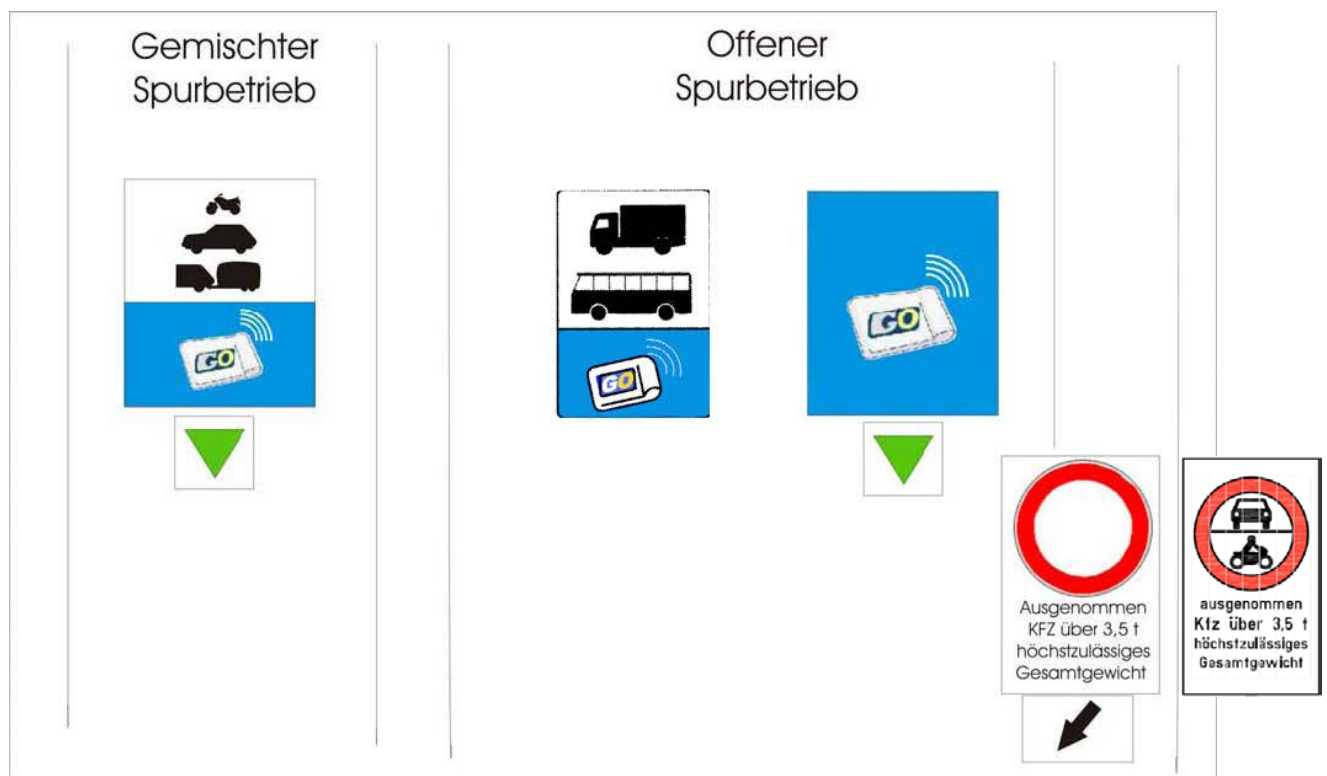 Gemischter
Spurbetrieb
Offener
Spurbetrieb
GO
GO
GO
Ausgenommen
KFZ über 3,5 t
höchstzulässiges
Gesamtgewicht
ausgenommen
Kfz über 3,5 t
höchstzulässiges
Gesamtgewicht